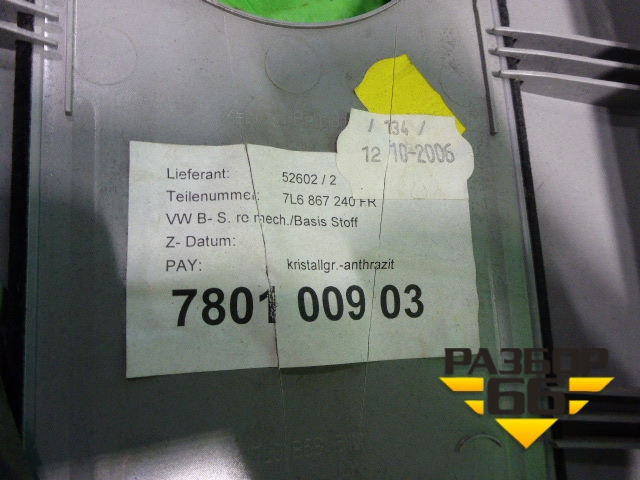 / 134 /
12 10-2006
Lieferant: 52602 / 2
Teilenummer: 7L6 867 240 FR
VW B- S. re mech./Basis Stoff
Z- Datum:
PAY: kristallgr.-anthrazit
7801 009 03
РАЗБОР
66